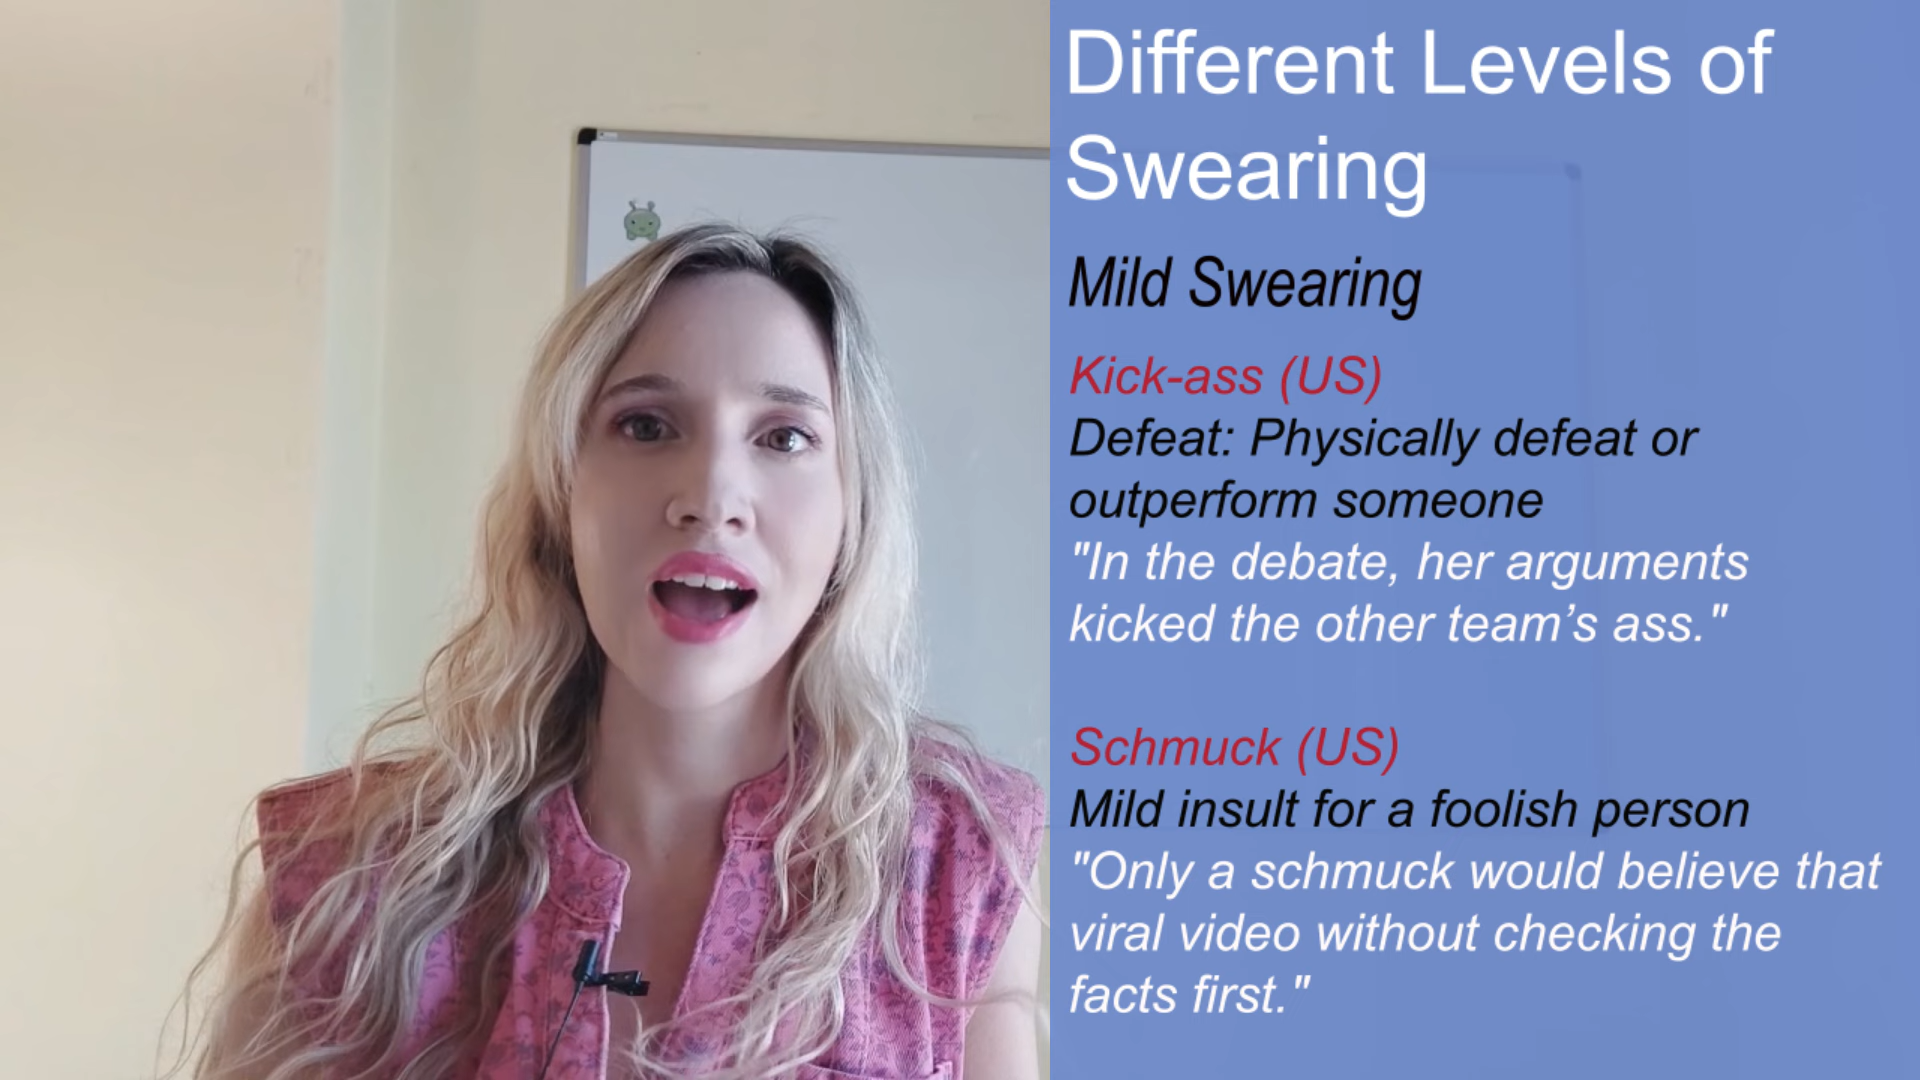 Different Levels of
Swearing
Mild Swearing
Kick-ass (US)
Defeat: Physically defeat or
outperform someone
"In the debate, her arguments
kicked the other team’s ass."
Schmuck (US)
Mild insult for a foolish person
"Only a schmuck would believe that
viral video without checking the
facts first."